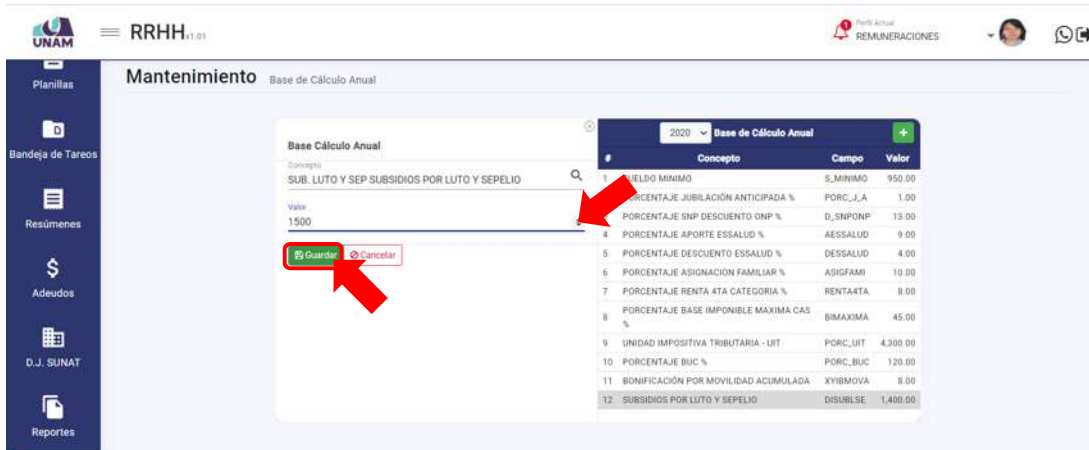 UNAM
RRHH v1.01
Perfil Actual
REMUNERACIONES
Planillas
Bandeja de Tareos
Resúmenes
Adeudos
D.J. SUNAT
Reportes
Mantenimiento Base de Cálculo Anual
Base Cálculo Anual
Concepto
SUB. LUTO Y SEP SUBSIDIOS POR LUTO Y SEPELIO
Valor
1500
Guardar Cancelar
2020 Base de Cálculo Anual +
# Concepto Campo Valor
1 SUELDO MINIMO S_MINIMO 950.00
PORCENTAJE JUBILACIÓN ANTICIPADA % PORC_J_A 1.00
PORCENTAJE SNP DESCUENTO ONP % D_SNPONP 13.00
4 PORCENTAJE APORTE ESSALUD % AESSALUD 9.00
5 PORCENTAJE DESCUENTO ESSALUD % DESSALUD 4.00
6 PORCENTAJE ASIGNACION FAMILIAR % ASIGFAMI 10.00
7 PORCENTAJE RENTA 4TA CATEGORIA % RENTA4TA 8.00
8 PORCENTAJE BASE IMPONIBLE MAXIMA CAS % BIMAXIMA 45.00
9 UNIDAD IMPOSITIVA TRIBUTARIA - UIT PORC_UIT 4,300.00
10 PORCENTAJE BUC % PORC_BUC 120.00
11 BONIFICACIÓN POR MOVILIDAD ACUMULADA XYIBMOVA 8.00
12 SUBSIDIOS POR LUTO Y SEPELIO DISUBLSE 1,400.00